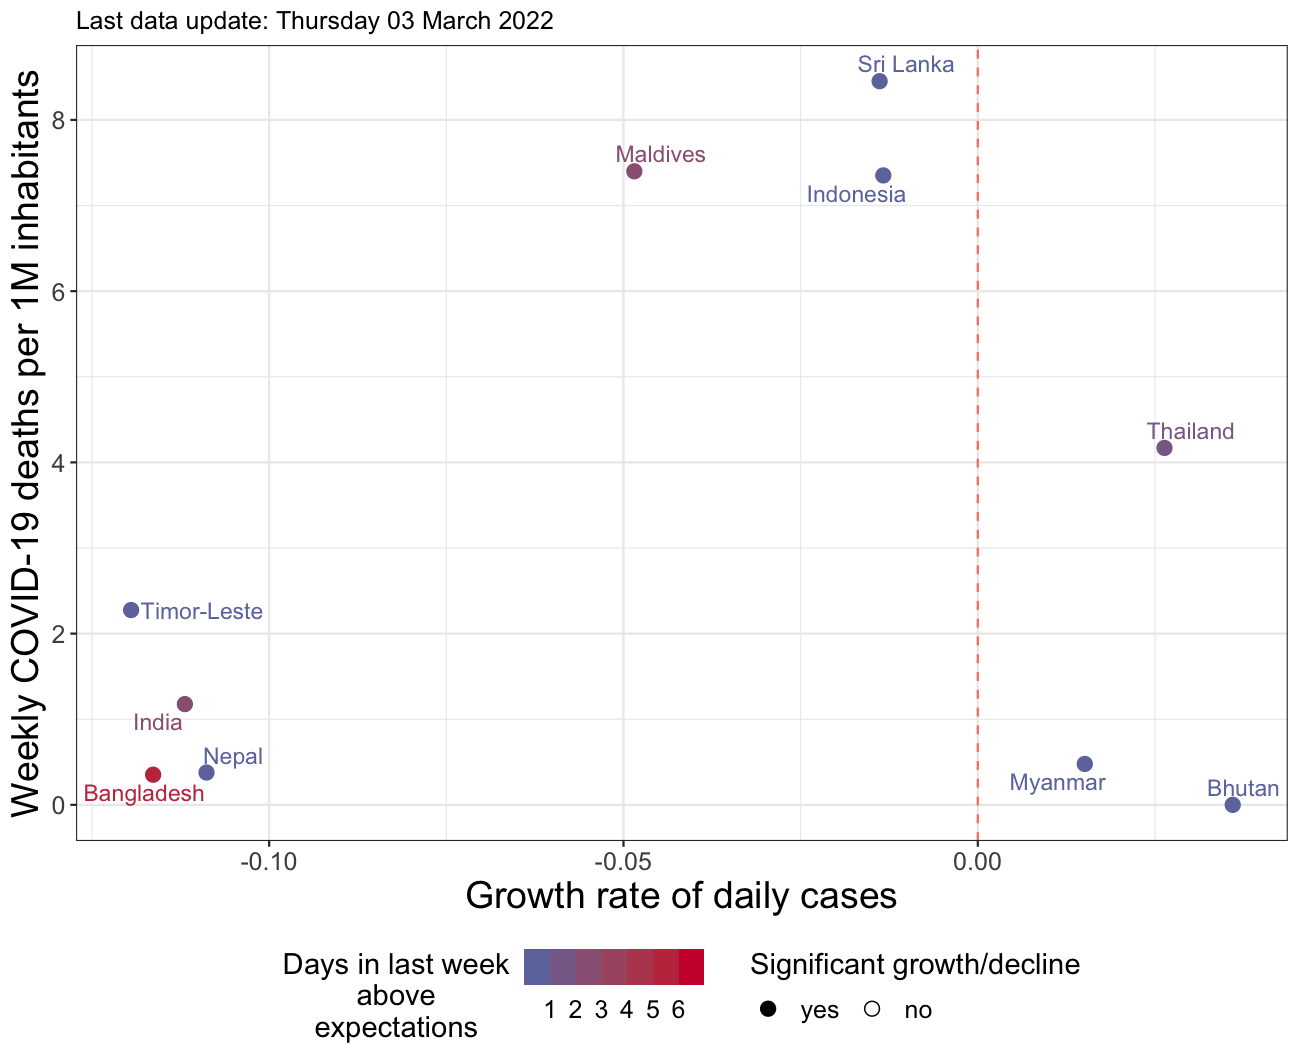 Last data update: Thursday 03 March 2022
Weekly COVID-19 deaths per 1M inhabitants
8
6
4
2
0
Sri Lanka
Maldives
Indonesia
Thailand
Timor-Leste
India
Nepal
Bangladesh
Myanmar
Bhutan
-0.10 -0.05 0.00
Growth rate of daily cases
Days in last week
above
expectations
1 2 3 4 5 6
Significant growth/decline
yes no